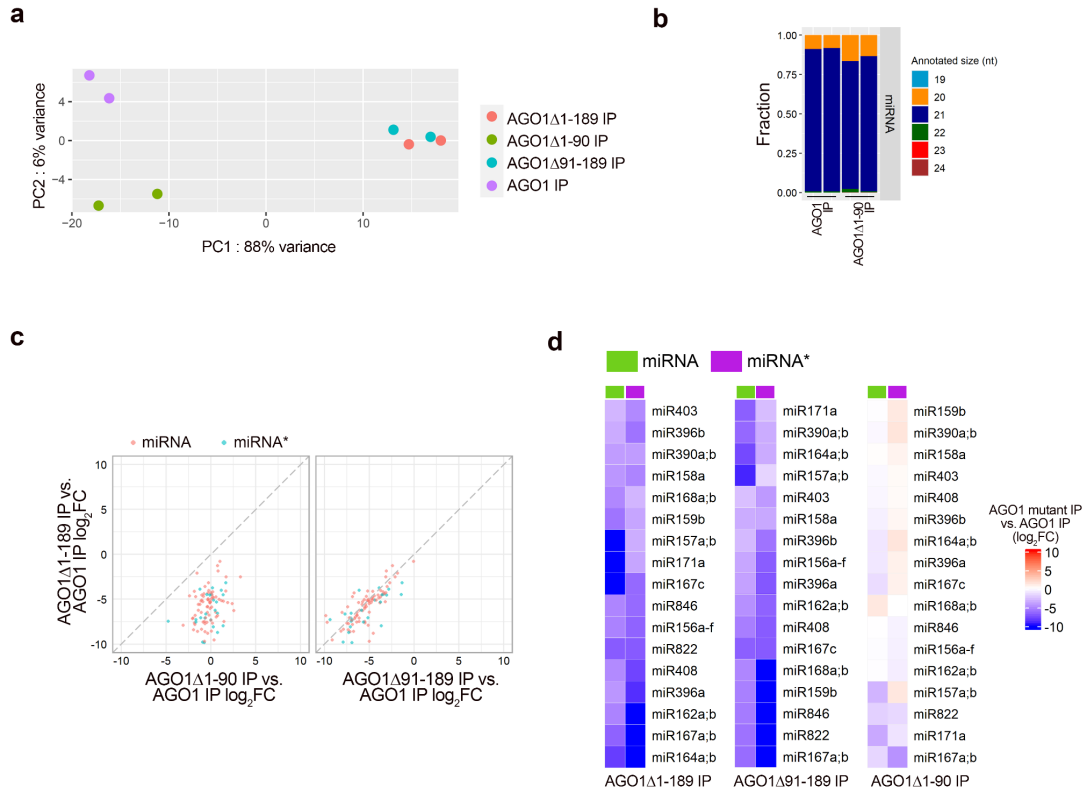 a
PC2 : 6% variance
4
0
−4
−20
−10
0
10
PC1 : 88% variance
AGO1Δ1-189 IP
AGO1Δ1-90 IP
AGO1Δ91-189 IP
AGO1 IP
b
Fraction
1.00
0.75
0.50
0.25
0.00
AGO1
IP
AGO1Δ1-90
IP
miRNA
Annotated size (nt)
19
20
21
22
23
24
c
miRNA
miRNA*
AGO1Δ1-189 IP vs.
AGO1 IP log2FC
10
5
0
-5
-10
-10
-5
0
5
10
-10
-5
0
5
10
AGO1Δ1-90 IP vs.
AGO1 IP log2FC
AGO1Δ91-189 IP vs.
AGO1 IP log2FC
d
miRNA
miRNA*
miR403
miR396b
miR390a;b
miR158a
miR168a;b
miR159b
miR157a;b
miR171a
miR167c
miR846
miR156a-f
miR822
miR408
miR396a
miR162a;b
miR167a;b
miR164a;b
AGO1Δ1-189 IP
miR171a
miR390a;b
miR164a;b
miR157a;b
miR403
miR158a
miR396b
miR156a-f
miR396a
miR162a;b
miR408
miR167c
miR168a;b
miR159b
miR846
miR822
miR167a;b
AGO1Δ91-189 IP
miR159b
miR390a;b
miR158a
miR403
miR408
miR396b
miR164a;b
miR396a
miR167c
miR168a;b
miR846
miR156a-f
miR162a;b
miR157a;b
miR822
miR171a
miR167a;b
AGO1Δ1-90 IP
AGO1 mutant IP
vs. AGO1 IP
(log2FC)
10
5
0
-5
-10